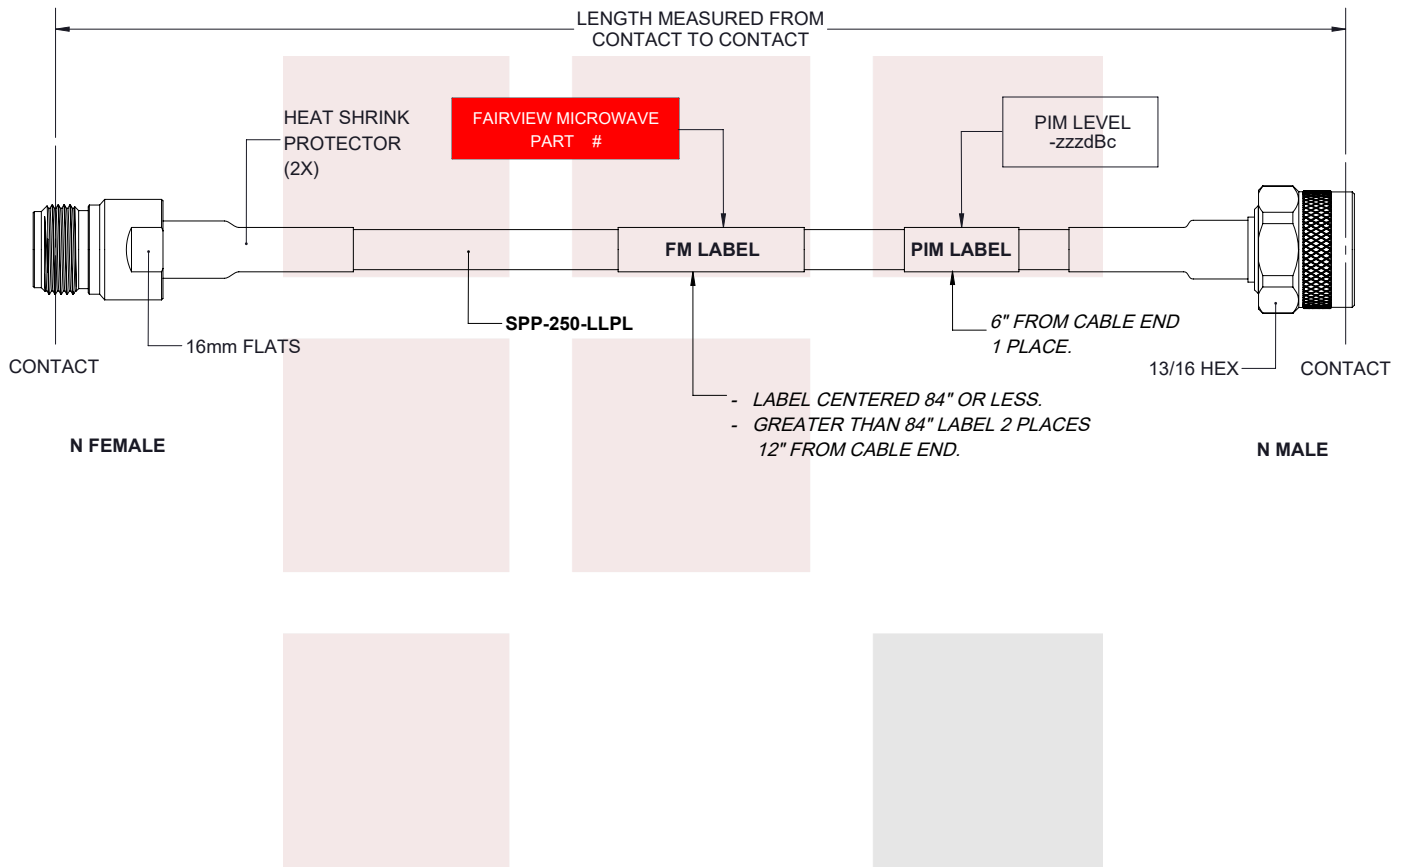 LENGTH MEASURED FROM
CONTACT TO CONTACT
HEAT SHRINK
PROTECTOR
(2X)
FAIRVIEW MICROWAVE
PART #
PIM LEVEL
-zzzdBc
FM LABEL
PIM LABEL
SPP-250-LLPL
16mm FLATS
6" FROM CABLE END
1 PLACE.
CONTACT
13/16 HEX
CONTACT
- LABEL CENTERED 84" OR LESS.
- GREATER THAN 84" LABEL 2 PLACES
12" FROM CABLE END.
N FEMALE
N MALE